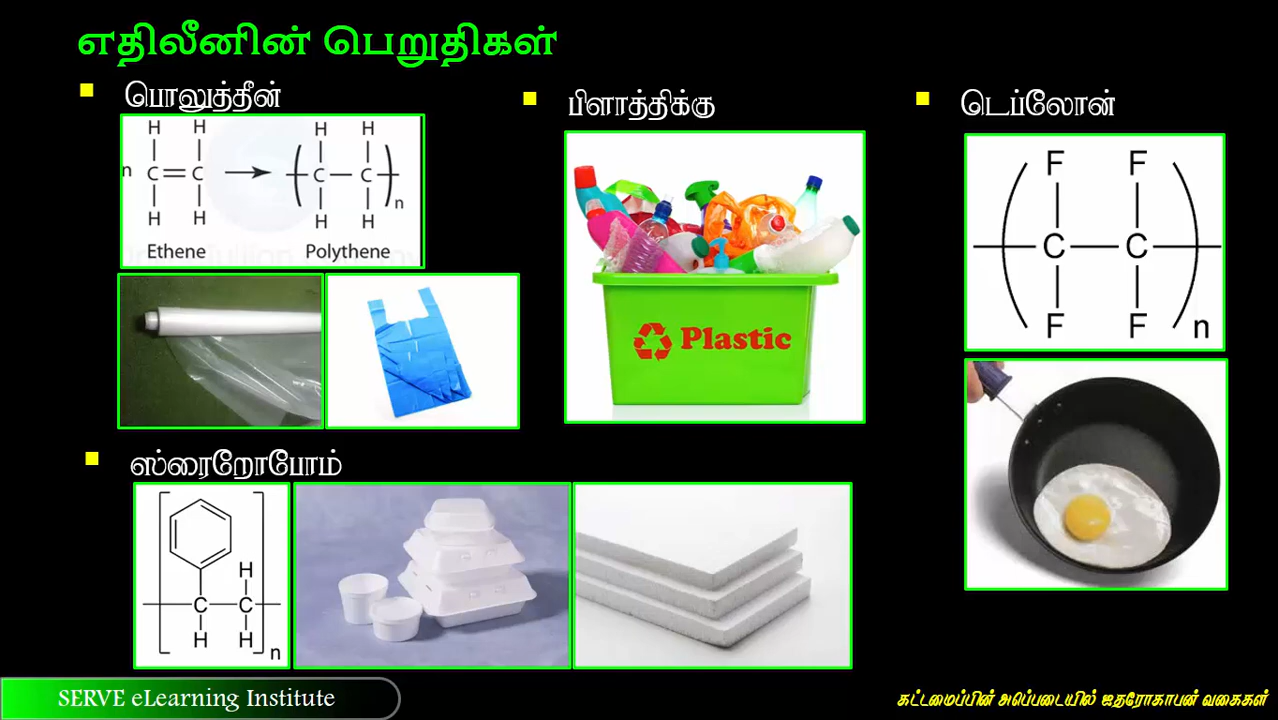 எதிலீனின் பெறுதிகள்
பொலுத்தீன்
பிளாத்திக்கு
டெப்லோன்
H H H H
n C = C → ( C – C ) n
H H H H
Ethene Polythene
F F
( C – C ) n
F F
Plastic
ஸ்ரைறோபோம்
H
C C
H H n
SERVE eLearning Institute
கட்டமைப்பின் அடிப்படையில் ஐதரோகாபன் வகைகள்